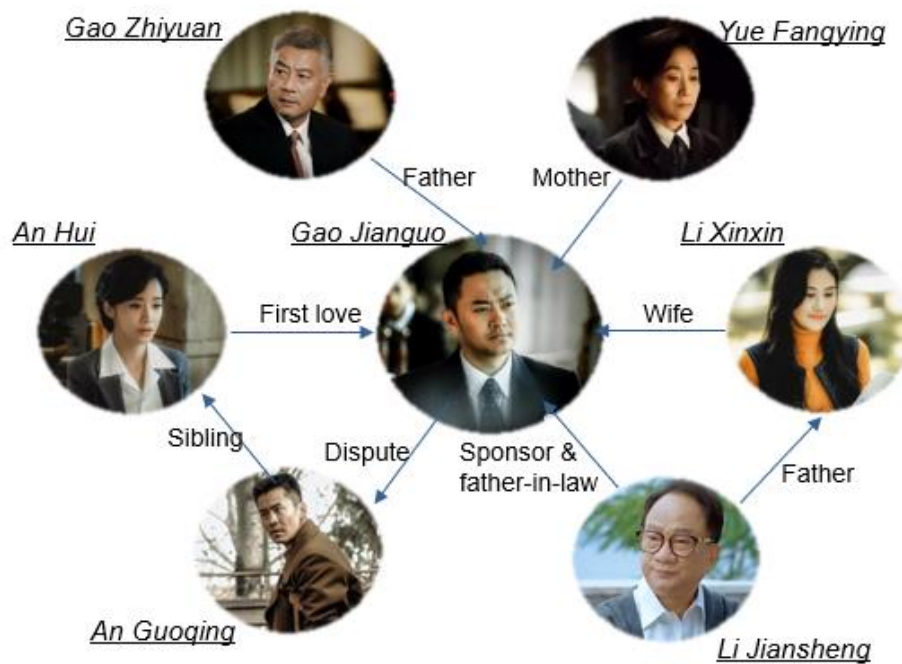 Gao Zhiyuan
Yue Fangying
Father
Mother
An Hui
Gao Jianguo
Li Xinxin
First love
Wife
Sibling
Dispute
Sponsor &
father-in-law
Father
An Guoqing
Li Jiansheng